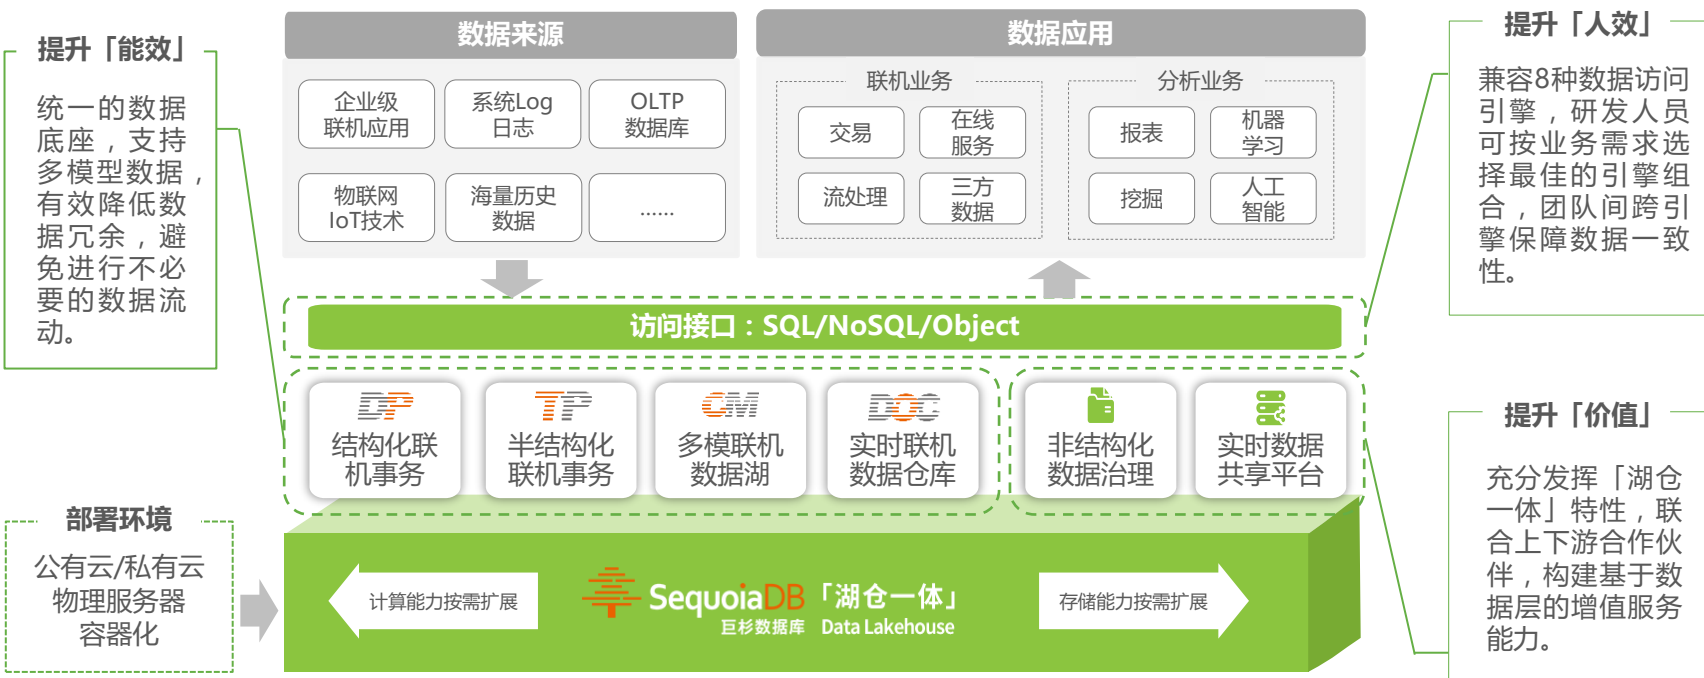 提升「能效」
统一的数据
底座，支持
多模型数据，
有效降低数
据冗余，避
免进行不必
要的数据流
动。
部署环境
公有云/私有云
物理服务器
容器化
数据来源
企业级
联机应用
系统Log
日志
OLTP
数据库
物联网
IoT技术
海量历史
数据
......
数据应用
联机业务
交易
在线
服务
流处理
三方
数据
分析业务
报表
机器
学习
挖掘
人工
智能
访问接口：SQL/NoSQL/Object
DP
结构化联
机事务
TP
半结构化
联机事务
CM
多模联机
数据湖
DOC
实时联机
数据仓库
非结构化
数据治理
实时数据
共享平台
计算能力按需扩展
SequoiaDB「湖仓一体」
巨杉数据库 Data Lakehouse
存储能力按需扩展
提升「人效」
兼容8种数据访问
引擎，研发人员
可按业务需求选
择最佳的引擎组
合，团队间跨引
擎保障数据一致
性。
提升「价值」
充分发挥「湖仓
一体」特性，联
合上下游合作伙
伴，构建基于数
据层的增值服务
能力。